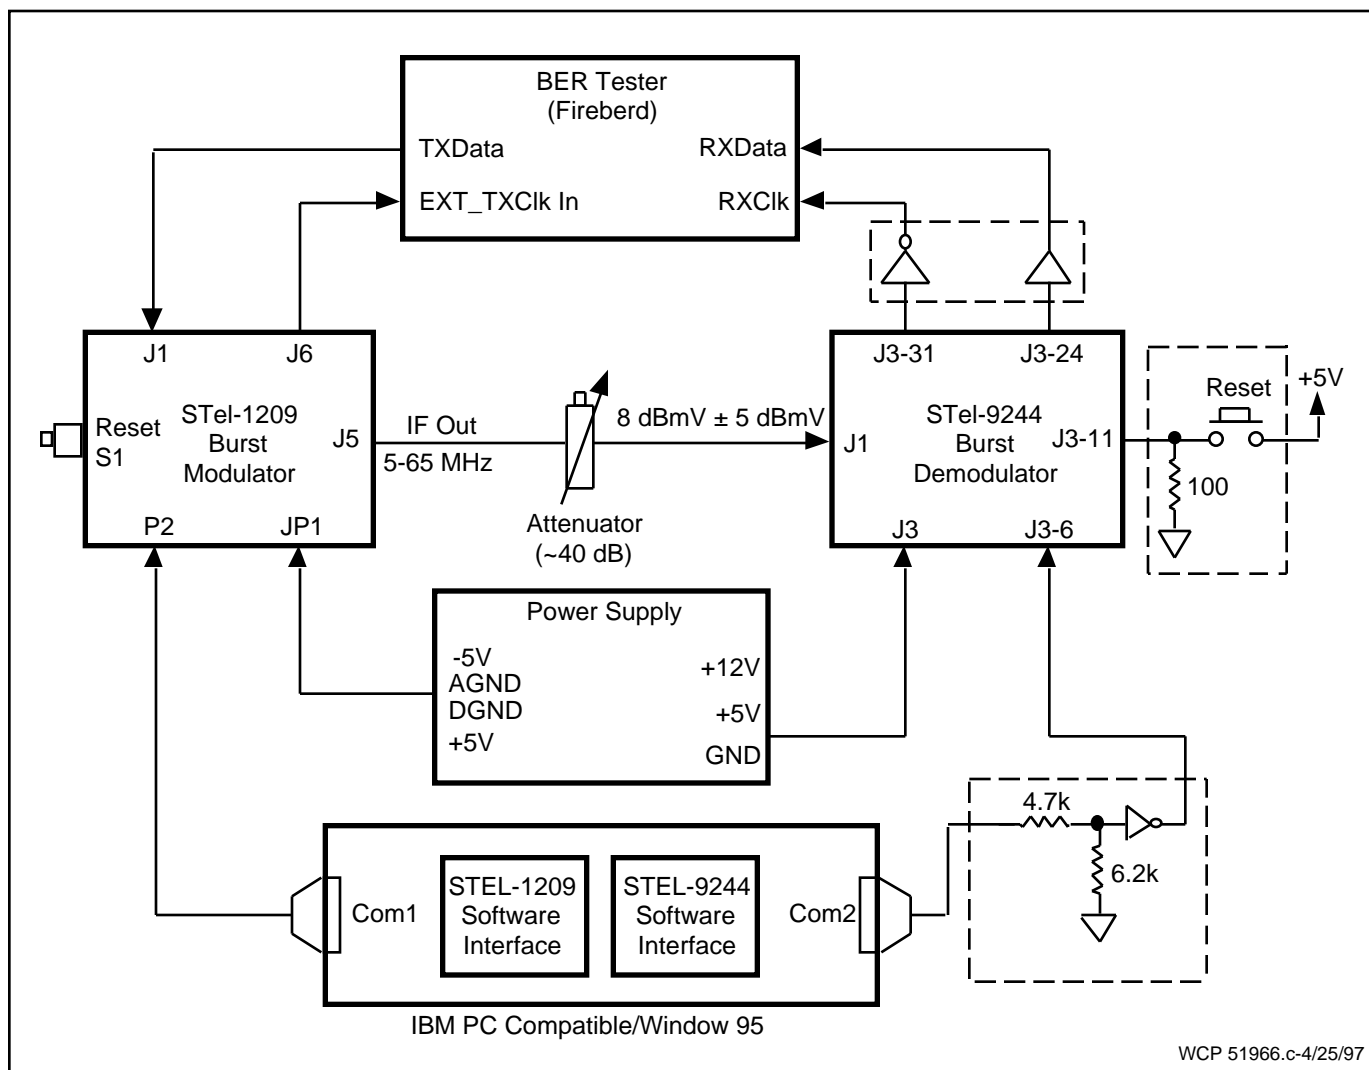 BER Tester
(Fireberd)
TXData
RXData
EXT_TXClk In
RXClk
J1
J6
STel-1209
Burst
Modulator
Reset
S1
J5
P2
JP1
IF Out
5-65 MHz
8 dBmV ± 5 dBmV
Attenuator
(~40 dB)
J3-31
J3-24
STel-9244
Burst
Demodulator
J1
J3-11
J3
J3-6
Reset
+5V
100
Power Supply
-5V
AGND
DGND
+5V
+12V
+5V
GND
4.7k
6.2k
Com1
STEL-1209
Software
Interface
STEL-9244
Software
Interface
Com2
IBM PC Compatible/Window 95
WCP 51966.c-4/25/97